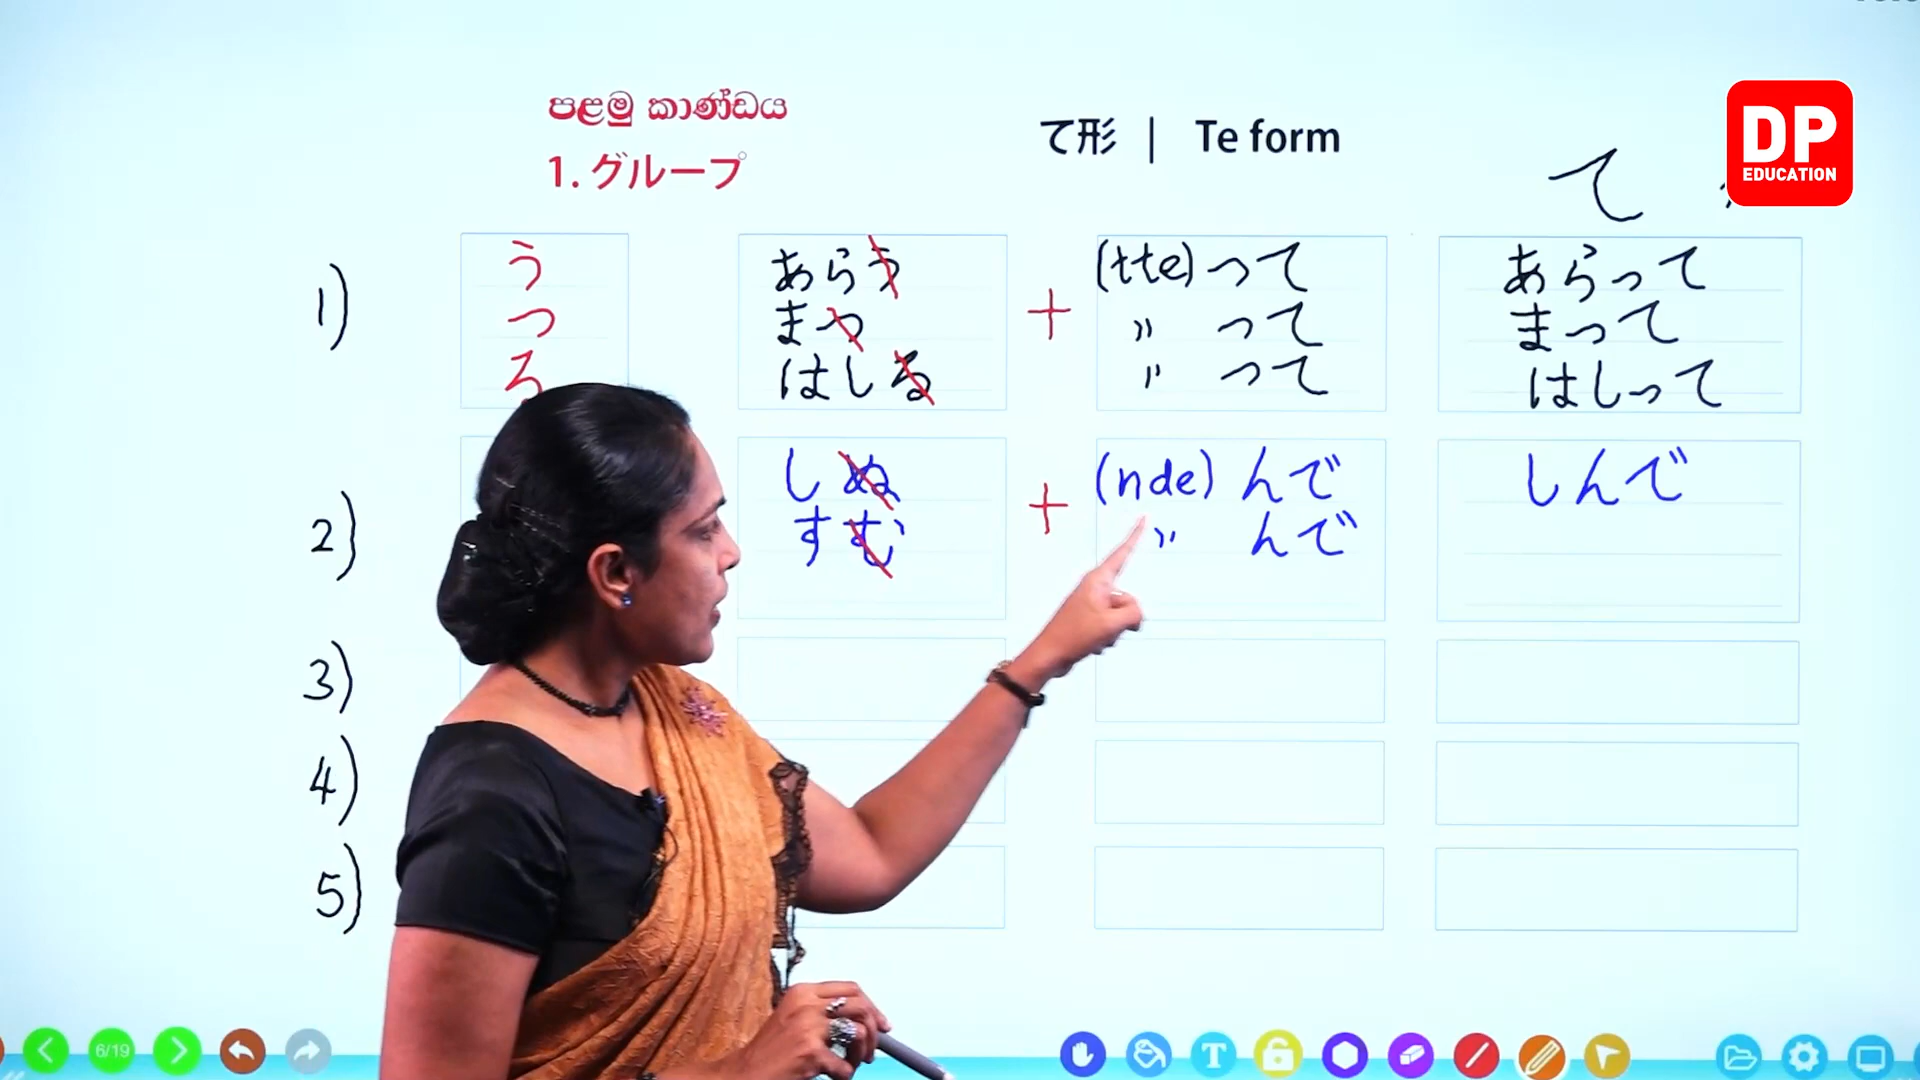 පළමු කාණ්ඩය
1. グループ
て形 | Te form
て
DP
EDUCATION
1)
う
つ
る
あらう
まつ
はしる
+
(tte) って
〃 って
〃 って
あらって
まって
はしって
2)
しぬ
すむ
+
(nde) んで
〃 んで
しんで
3)
4)
5)
6/19
T